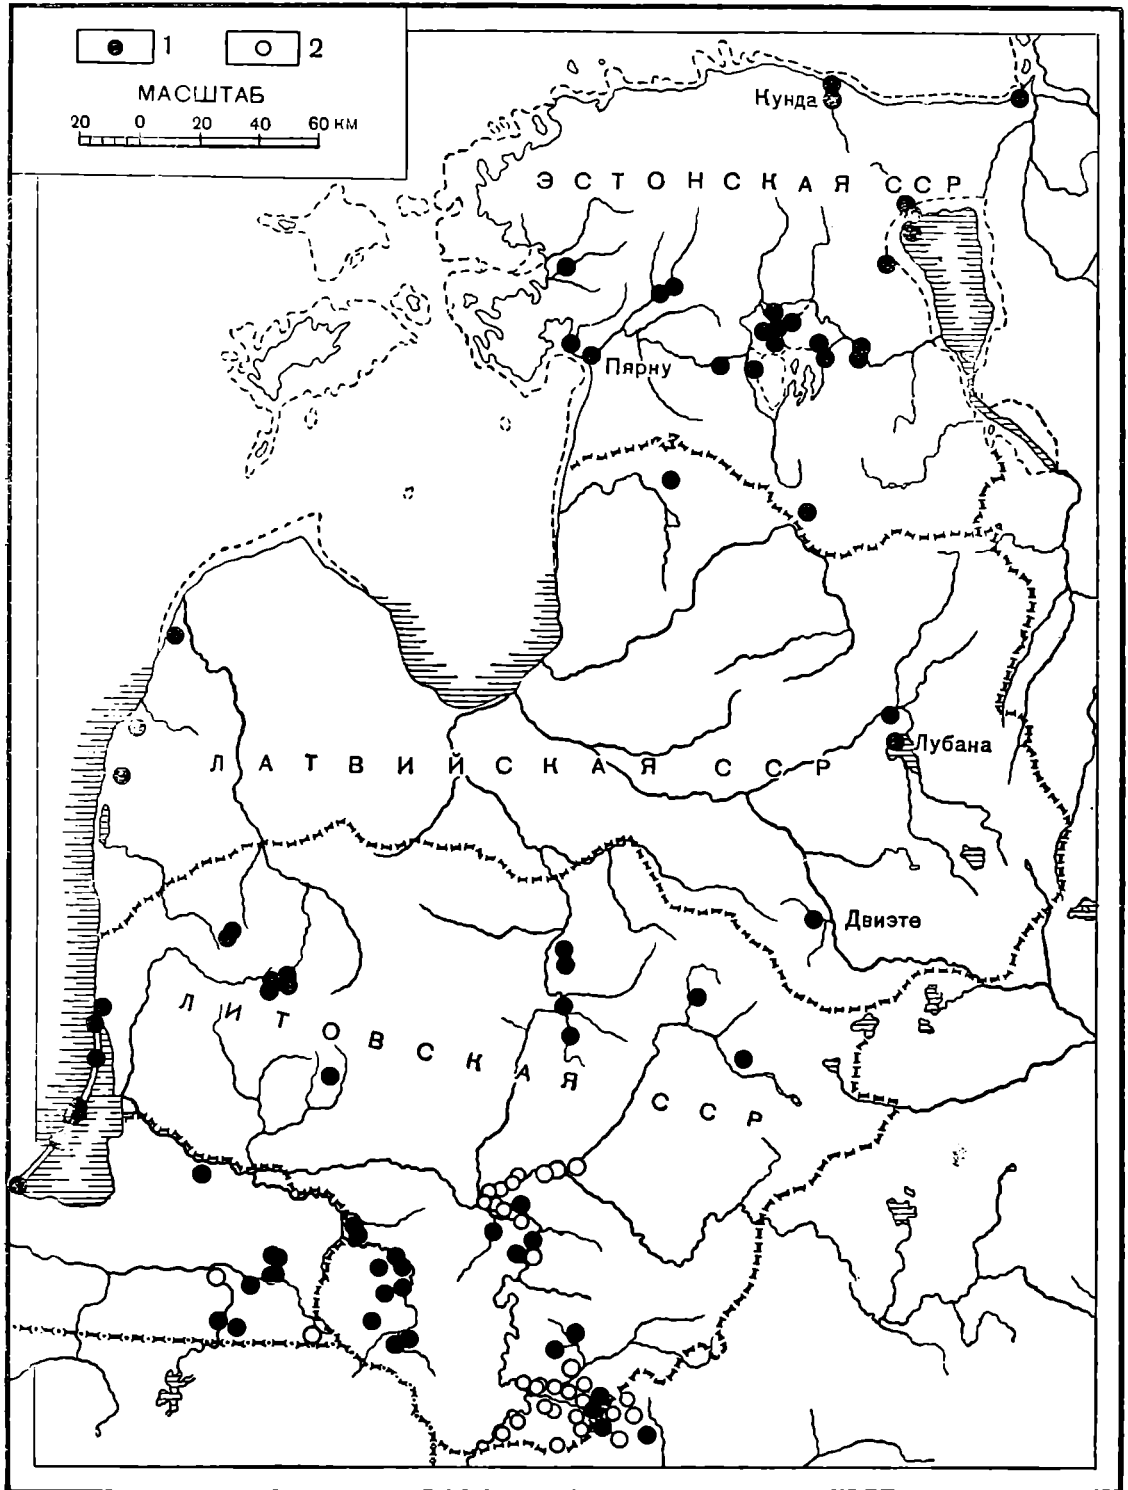 1 2
МАСШТАБ
20 0 20 40 60 КМ
Кунда
ЭСТОНСКАЯ ССР
Пярну
Лубана
ЛАТВИЙСКАЯ ССР
Двиэте
ЛИТОВСКАЯ ССР